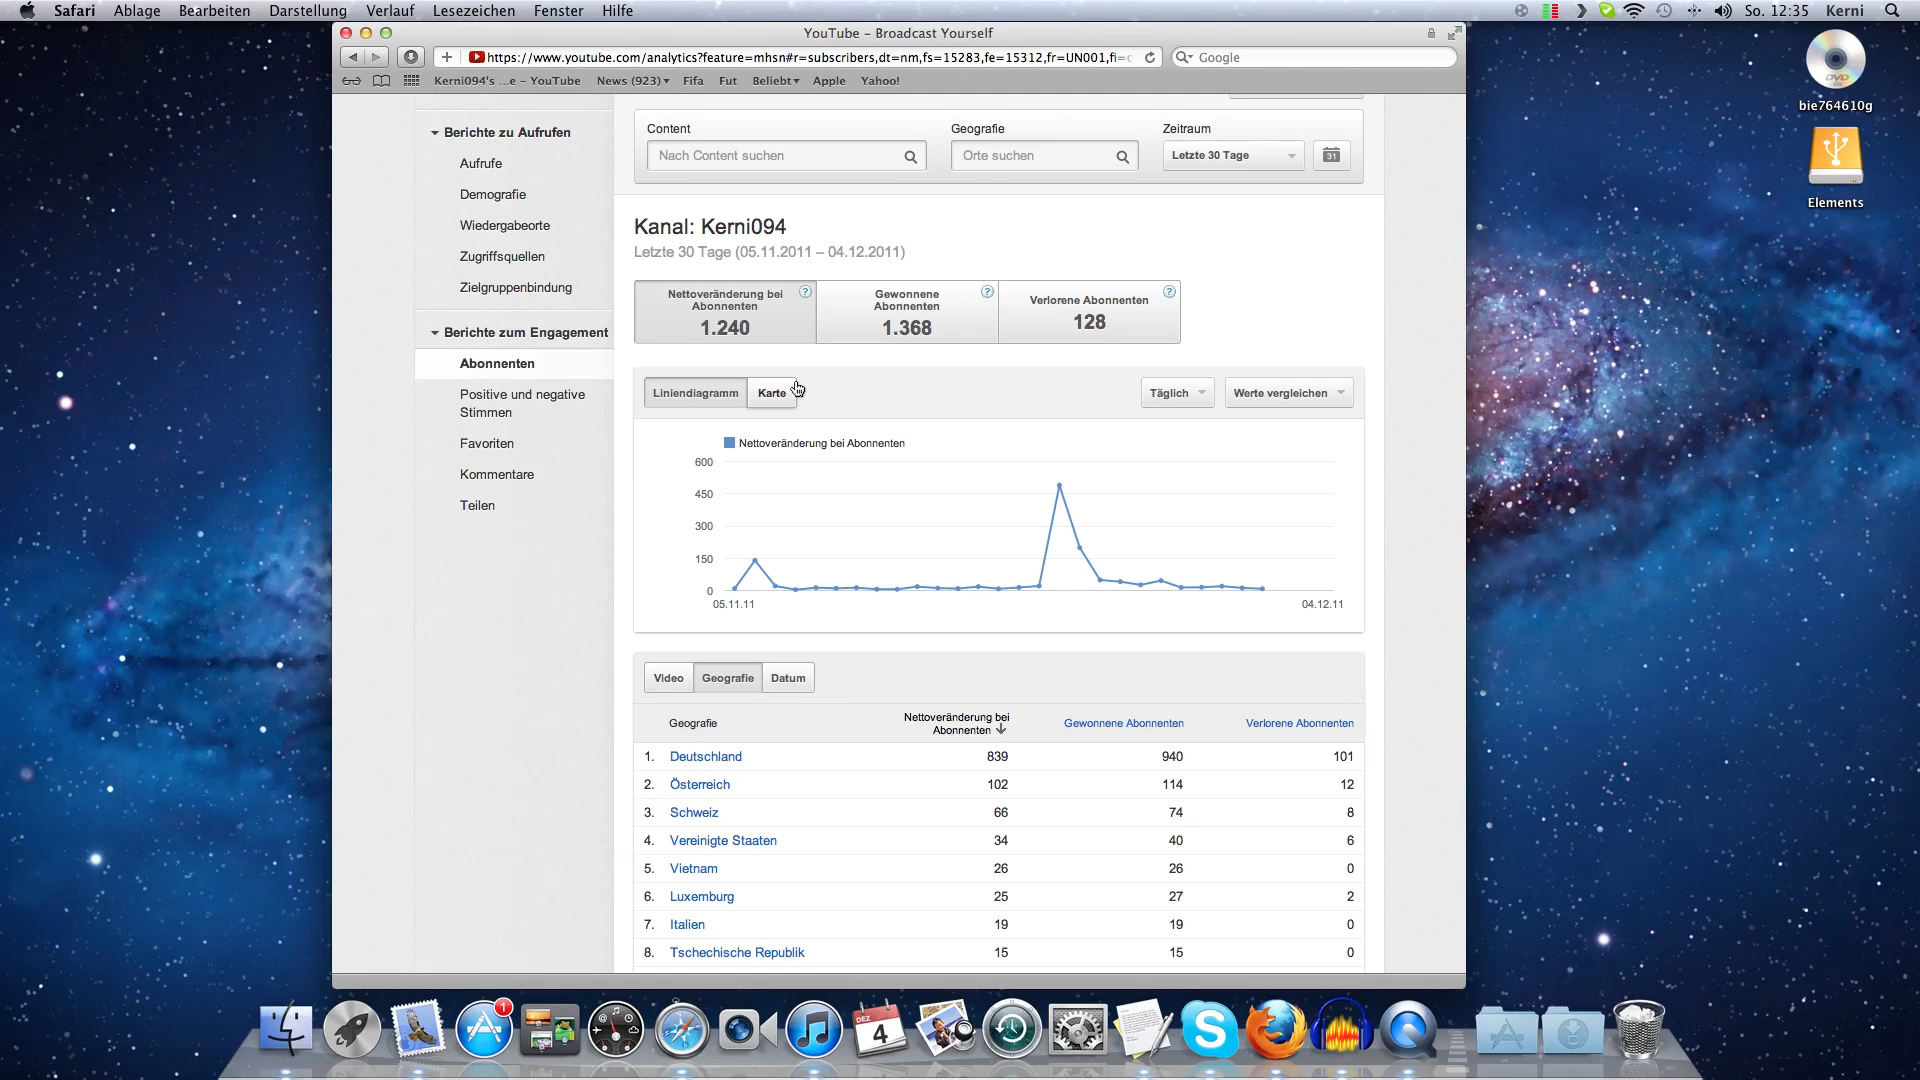 Safari Ablage Bearbeiten Darstellung Verlauf Lesezeichen Fenster Hilfe So. 12:35 Kerni
YouTube – Broadcast Yourself
https://www.youtube.com/analytics?feature=mhsn#r=subscribers,dt=nm,fs=15283,fe=15312,fr=UN001,fi=c Google
Kerni094's ...e – YouTube News (923) Fifa Fut Beliebt Apple Yahoo!
DVD
bie764610g
Elements
Berichte zu Aufrufen
Aufrufe
Demografie
Wiedergabeorte
Zugriffsquellen
Zielgruppenbindung
Berichte zum Engagement
Abonnenten
Positive und negative
Stimmen
Favoriten
Kommentare
Teilen
Content Geografie Zeitraum
Nach Content suchen Orte suchen Letzte 30 Tage 31
Kanal: Kerni094
Letzte 30 Tage (05.11.2011 – 04.12.2011)
Nettoveränderung bei
Abonnenten ?
1.240
Gewonnene
Abonnenten ?
1.368
Verlorene Abonnenten ?
128
Liniendiagramm Karte Täglich Werte vergleichen
Nettoveränderung bei Abonnenten
600
450
300
150
0
05.11.11 04.12.11
Video Geografie Datum
Geografie Nettoveränderung bei Abonnenten Gewonnene Abonnenten Verlorene Abonnenten
1. Deutschland 839 940 101
2. Österreich 102 114 12
3. Schweiz 66 74 8
4. Vereinigte Staaten 34 40 6
5. Vietnam 26 26 0
6. Luxemburg 25 27 2
7. Italien 19 19 0
8. Tschechische Republik 15 15 0
1
DEZ
4